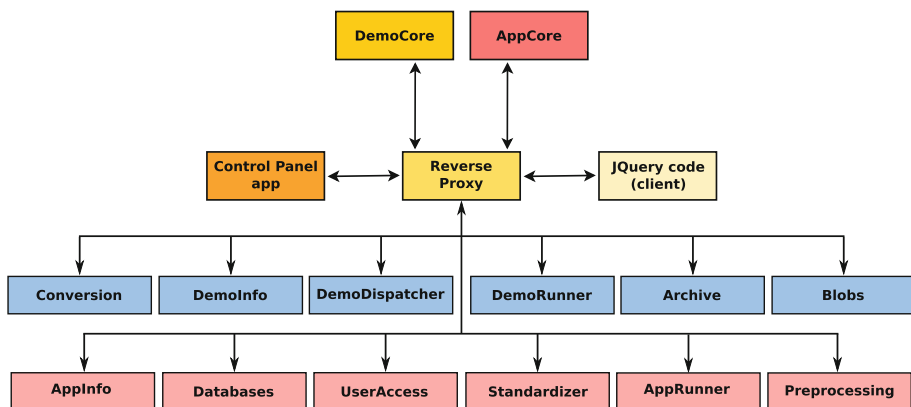 DemoCore
AppCore
Control Panel
app
Reverse
Proxy
JQuery code
(client)
Conversion
DemoInfo
DemoDispatcher
DemoRunner
Archive
Blobs
AppInfo
Databases
UserAccess
Standardizer
AppRunner
Preprocessing